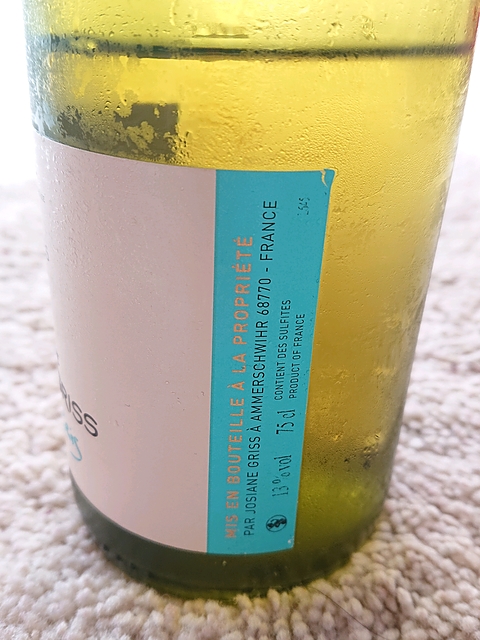 RISS
MIS EN BOUTEILLE À LA PROPRIÉTÉ
PAR JOSIANE GRISS À AMMERSCHWIHR 68770 - FRANCE
13 % vol 75 cl
CONTIENT DES SULFITES
PRODUCT OF FRANCE